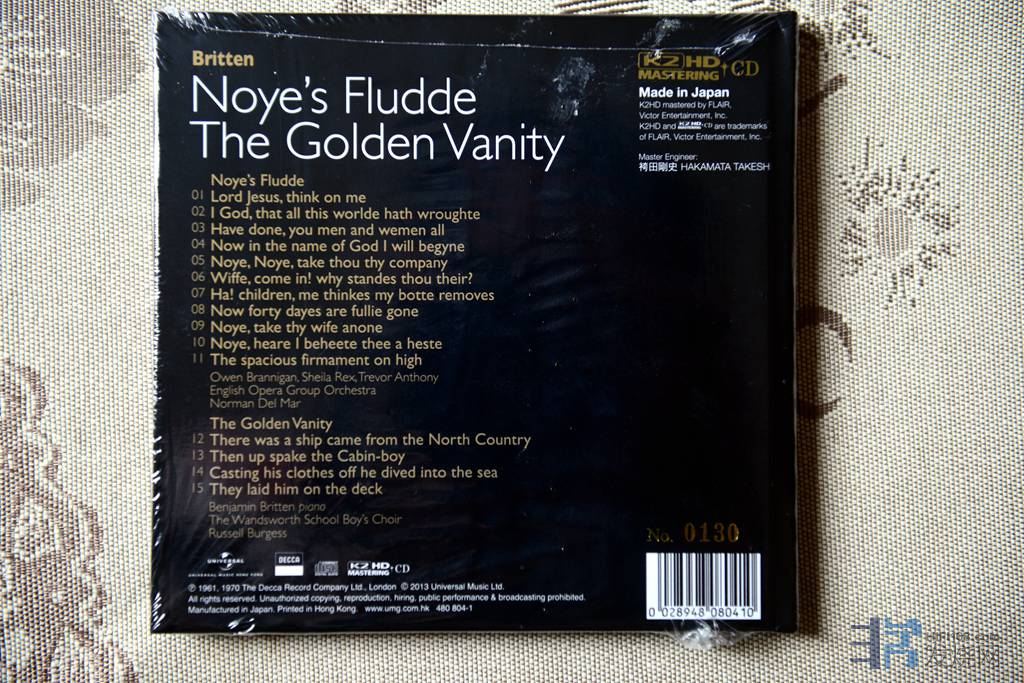 Britten
Noye's Fludde
The Golden Vanity
Noye's Fludde
01 Lord Jesus, think on me
02 I God, that all this worlde hath wroughte
03 Have done, you men and wemen all
04 Now in the name of God I will begyne
05 Noye, Noye, take thou thy company
06 Wiffe, come in! why standes thou their?
07 Ha! children, me thinkes my botte removes
08 Now forty dayes are fullie gone
09 Noye, take thy wife anone
10 Noye, heare I beheete thee a heste
11 The spacious firmament on high
Owen Brannigan, Sheila Rex, Trevor Anthony
English Opera Group Orchestra
Norman Del Mar
The Golden Vanity
12 There was a ship came from the North Country
13 Then up spake the Cabin-boy
14 Casting his clothes off he dived into the sea
15 They laid him on the deck
Benjamin Britten piano
The Wandsworth School Boy's Choir
Russell Burgess
K2 HD
MASTERING+CD
Made in Japan
K2HD mastered by FLAIR,
Victor Entertainment, Inc.
K2HD and K2 HD MASTERING+CD are trademarks
of FLAIR, Victor Entertainment, Inc.
Master Engineer:
袴田剛史 HAKAMATA TAKESH
No. 0130
UNIVERSAL
UNIVERSAL MUSIC HONG KONG
DECCA
K2 HD
MASTERING+CD
℗ 1961, 1970 The Decca Record Company Ltd., London © 2013 Universal Music Ltd.
All rights reserved. Unauthorized copying, reproduction, hiring, public performance & broadcasting prohibited.
Manufactured in Japan. Printed in Hong Kong. www.umg.com.hk 480 804-1
0 028948 080410
发烧网